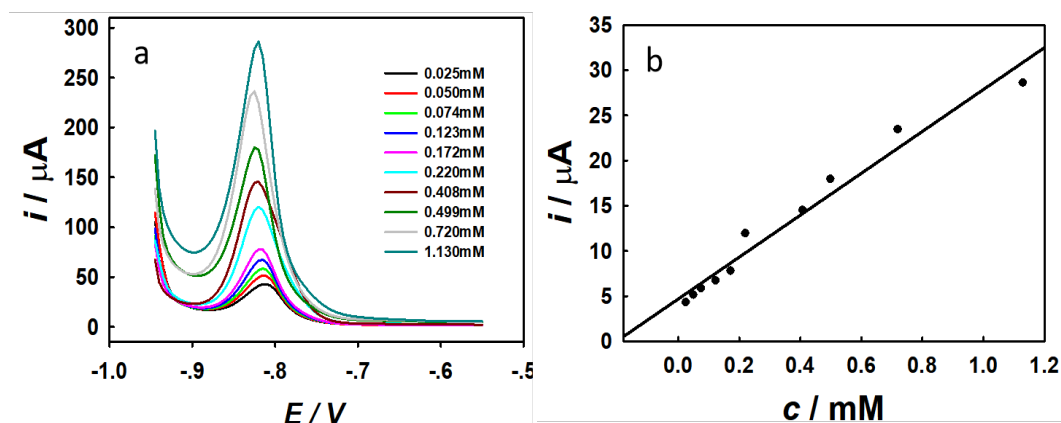 a
300
250
200
150
100
50
0
i / μA
-1.0 -.9 -.8 -.7 -.6 -.5
E / V
0.025mM
0.050mM
0.074mM
0.123mM
0.172mM
0.220mM
0.408mM
0.499mM
0.720mM
1.130mM
b
35
30
25
20
15
10
5
0
i / μA
0.0 0.2 0.4 0.6 0.8 1.0 1.2
c / mM